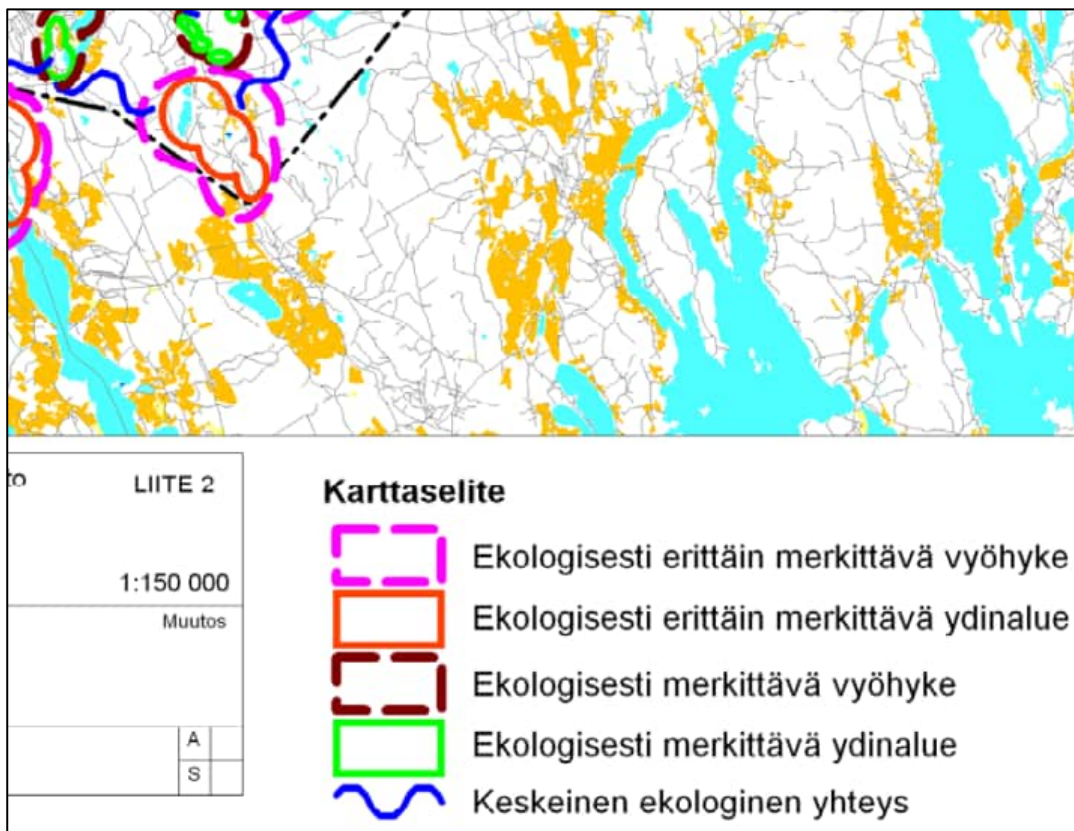 LIITE 2
1:150 000
Muutos
A
S
Karttaselite
Ekologisesti erittäin merkittävä vyöhyke
Ekologisesti erittäin merkittävä ydinalue
Ekologisesti merkittävä vyöhyke
Ekologisesti merkittävä ydinalue
Keskeinen ekologinen yhteys